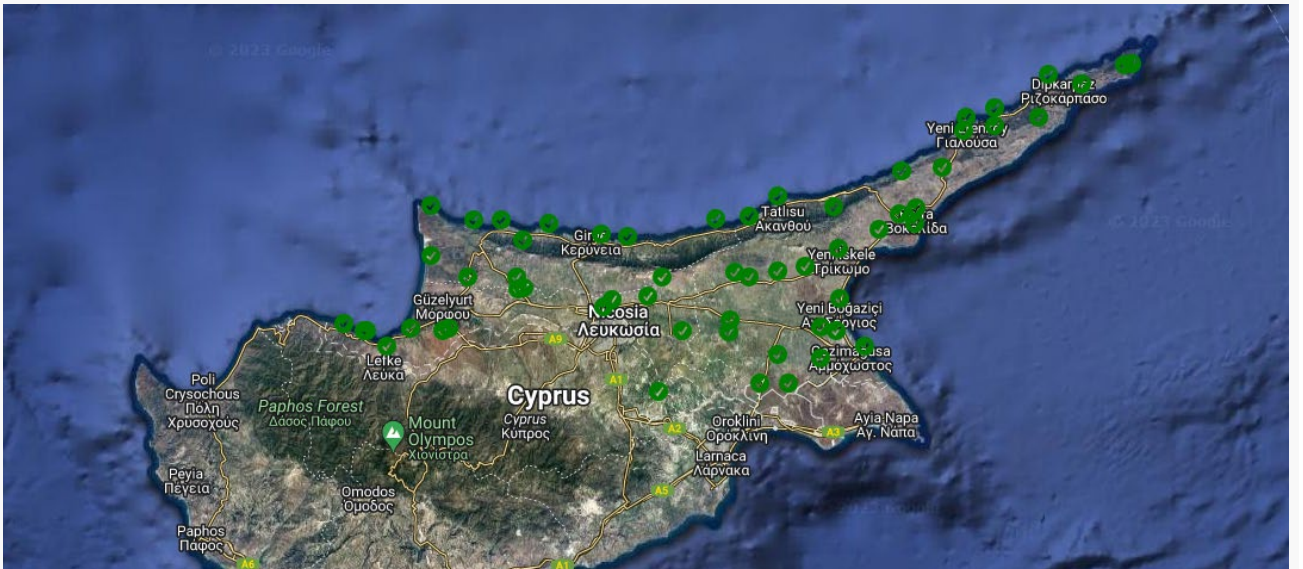 © 2023 Google
Dipkarpaz
Ριζοκάρπασο
Yeni Erenköy
Γιαλούσα
Tatlısu
Ακανθού
© 2023 Google
Girne
Κερύνεια
Βοκολίδα
Yeni İskele
Τρίκωμο
Güzelyurt
Μόρφου
Nicosia
Λευκωσία
Yeni Boğaziçi
A9
Lefke
Λεύκα
Gazimağusa
Αμμόχωστος
Poli
Crysochous
Πόλη
Χρυσοχούς
A1
Cyprus
Cyprus
Κύπρος
Paphos Forest
Δάσος Πάφου
Mount
Olympos
Χιονίστρα
A2
Oroklini
Ορόκλινη
A3
Ayia Napa
Αγ. Νάπα
Larnaca
Λάρνακα
Peyia
Πέγεια
Omodos
Όμοδος
A5
© 2023 Google
Paphos
Πάφος
A6
A1